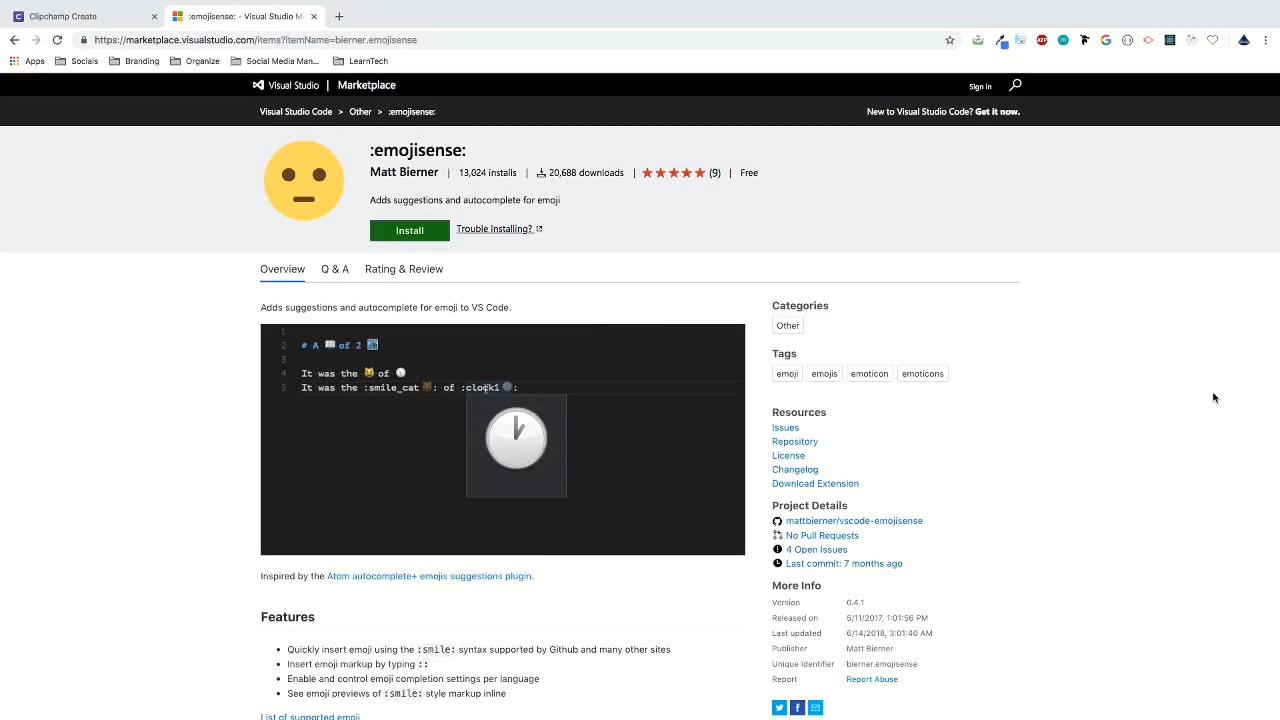 Clipchamp Create
:emojisense: - Visual Studio M
https://marketplace.visualstudio.com/items?itemName=bierner.emojisense
Apps Socials Branding Organize Social Media Man... LearnTech
Visual Studio | Marketplace
Sign in
Visual Studio Code > Other > :emojisense:
New to Visual Studio Code? Get it now.
:emojisense:
Matt Bierner | 13,024 installs | 20,688 downloads | (9) | Free
Adds suggestions and autocomplete for emoji
Install
Trouble Installing?
Overview Q & A Rating & Review
Adds suggestions and autocomplete for emoji to VS Code.
1
2 # A 📖 of 2 🏙
3
4 It was the 😺 of 🕐
5 It was the :smile_cat😺: of :clock1🕐:
Inspired by the Atom autocomplete+ emojis suggestions plugin.
Features
• Quickly insert emoji using the :smile: syntax supported by Github and many other sites
• Insert emoji markup by typing ::
• Enable and control emoji completion settings per language
• See emoji previews of :smile: style markup inline
List of supported emoji
Categories
Other
Tags
emoji emojis emoticon emoticons
Resources
Issues
Repository
License
Changelog
Download Extension
Project Details
mattbierner/vscode-emojisense
No Pull Requests
4 Open Issues
Last commit: 7 months ago
More Info
Version 0.4.1
Released on 5/11/2017, 1:01:56 PM
Last updated 6/14/2018, 3:01:40 AM
Publisher Matt Bierner
Unique Identifier bierner.emojisense
Report Report Abuse